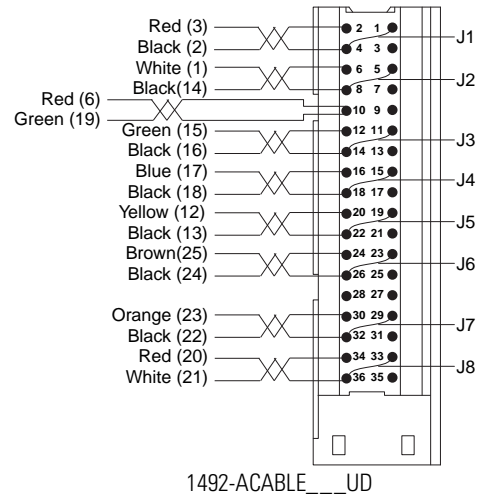 Red (3)
2 1
J1
Black (2)
4 3
White (1)
6 5
J2
Black(14)
8 7
Red (6)
10 9
Green (19)
Green (15)
12 11
J3
Black (16)
14 13
Blue (17)
16 15
J4
Black (18)
18 17
Yellow (12)
20 19
J5
Black (13)
22 21
Brown(25)
24 23
J6
Black (24)
26 25
28 27
Orange (23)
30 29
J7
Black (22)
32 31
Red (20)
34 33
J8
White (21)
36 35
1492-ACABLE___UD